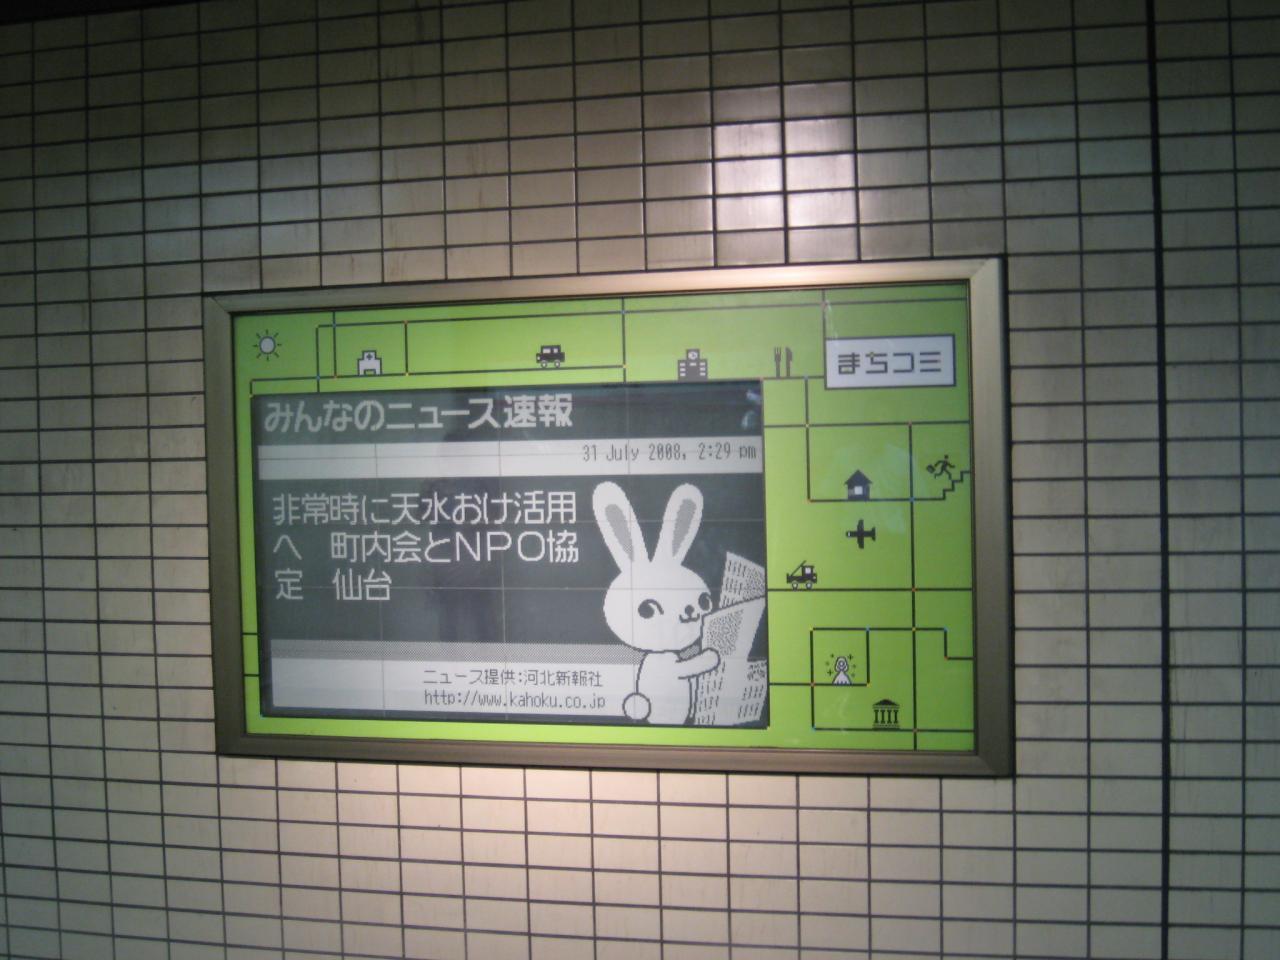 まちコミ
みんなのニュース速報
31 July 2008, 2:29 pm
非常時に天水おけ活用
へ　町内会とNPO協
定　仙台
ニュース提供:河北新報社
http://www.kahoku.co.jp